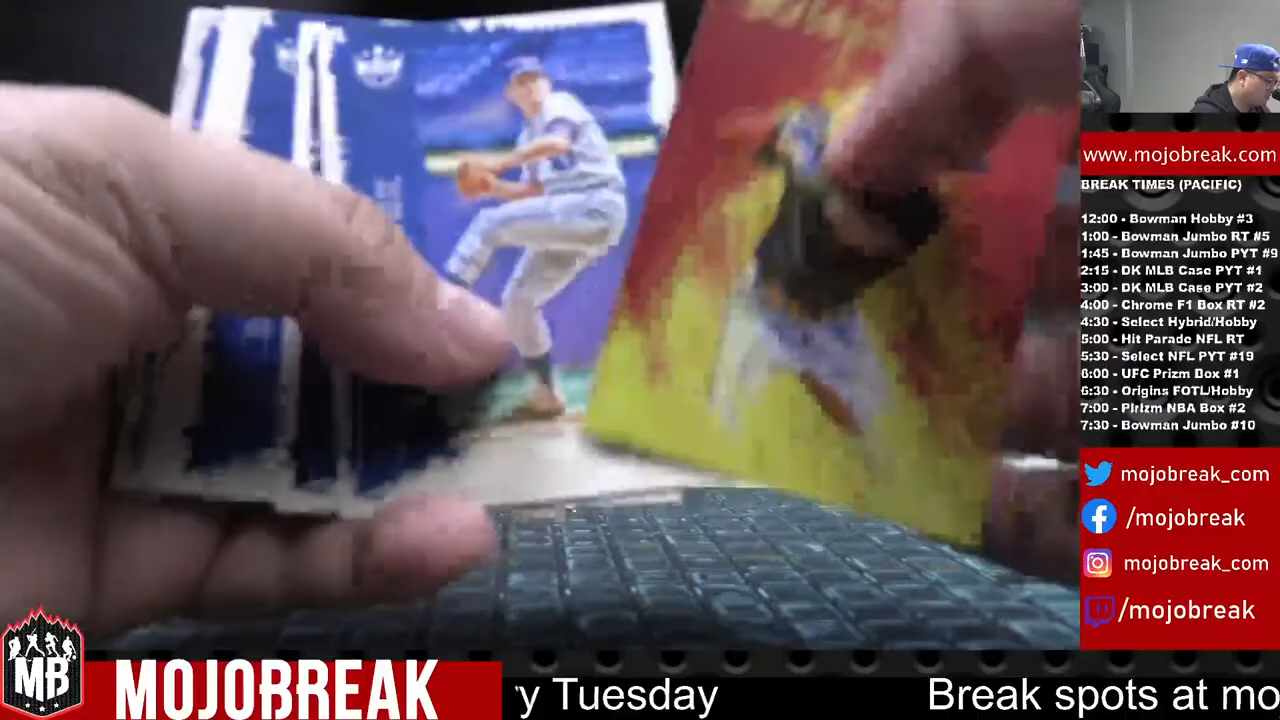 www.mojobreak.com
BREAK TIMES (PACIFIC)
12:00 • Bowman Hobby #3
1:00 - Bowman Jumbo RT #5
1:45 - Bowman Jumbo PYT #9
2:15 - DK MLB Case PYT #1
3:00 - DK MLB Case PYT #2
4:00 - Chrome F1 Box RT #2
4:30 - Select Hybrid/Hobby
5:00 - Hit Parade NFL RT
5:30 - Select NFL PYT #19
6:00 - UFC Prizm Box #1
6:30 - Origins FOTL/Hobby
7:00 - Pirizm NBA Box #2
7:30 - Bowman Jumbo #10
mojobreak_com
/mojobreak
mojobreak_com
/mojobreak
MB
MOJOBREAK
y Tuesday
Break spots at mo